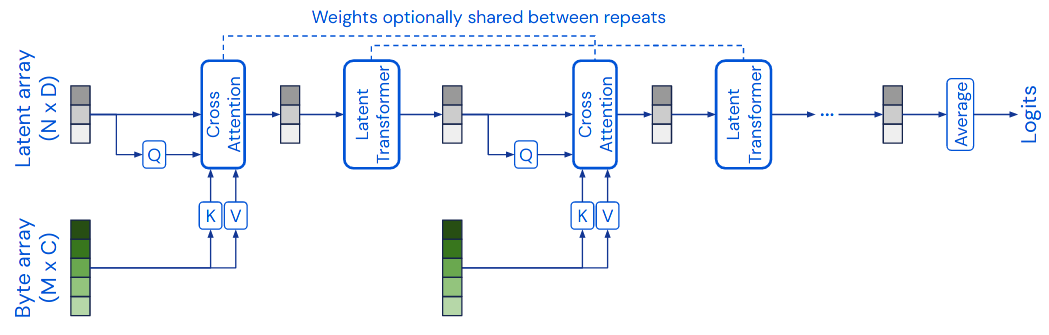 Weights optionally shared between repeats
Latent array
(N x D)
Q
Cross
Attention
Latent
Transformer
Q
Cross
Attention
Latent
Transformer
...
Average
Logits
K
V
K
V
Byte array
(M x C)